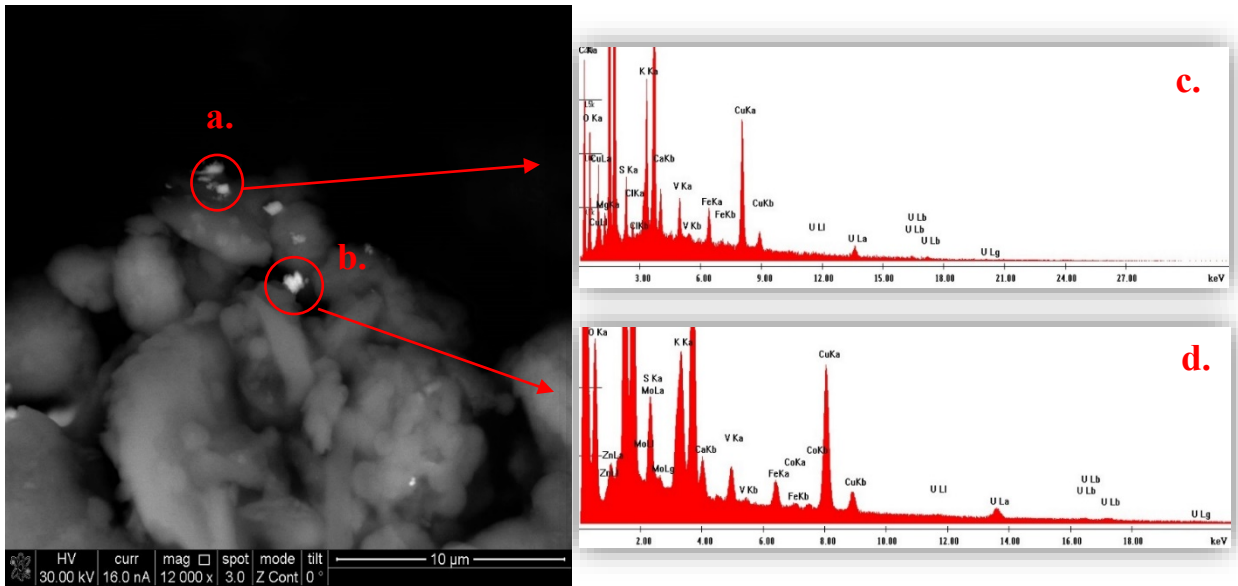 a.
b.
c.
C Ka
15k
O Ka
CuLa
CuLl
MgKa
S Ka
ClKa
ClKb
K Ka
CaKb
V Ka
V Kb
FeKa
FeKb
CuKa
CuKb
U Ll
U La
U Lb
U Lb
U Lb
U Lg
3.00 6.00 9.00 12.00 15.00 18.00 21.00 24.00 27.00 keV
d.
O Ka
ZnLa
ZnLl
MoLl
S Ka
MoLa
MoLg
K Ka
CaKb
V Ka
V Kb
FeKa
CoKa
FeKb
CoKb
CuKa
CuKb
U Ll
U La
U Lb
U Lb
U Lb
U Lg
2.00 4.00 6.00 8.00 10.00 12.00 14.00 16.00 18.00 keV
HV curr mag spot mode tilt
30.00 kV 16.0 nA 12 000 x 3.0 Z Cont 0 ° 10 µm